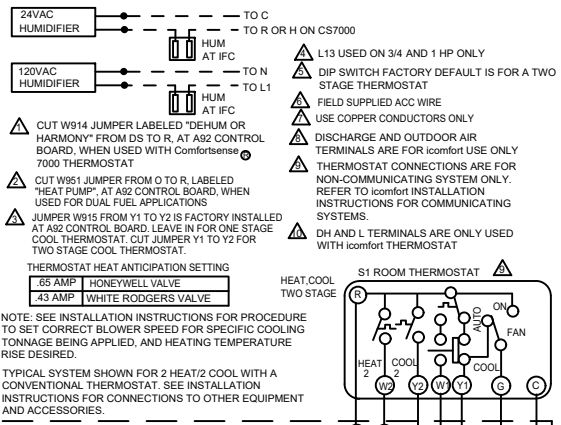 24VAC
HUMIDIFIER
TO C
TO R OR H ON CS7000
HUM
AT IFC
120VAC
HUMIDIFIER
TO N
TO L1
HUM
AT IFC
1 CUT W914 JUMPER LABELED "DEHUM OR
HARMONY" FROM DS TO R, AT A92 CONTROL
BOARD, WHEN USED WITH Comfortsense ®
7000 THERMOSTAT
2 CUT W951 JUMPER FROM O TO R, LABELED
"HEAT PUMP", AT A92 CONTROL BOARD, WHEN
USED FOR DUAL FUEL APPLICATIONS
3 JUMPER W915 FROM Y1 TO Y2 IS FACTORY INSTALLED
AT A92 CONTROL BOARD. LEAVE IN FOR ONE STAGE
COOL THERMOSTAT. CUT JUMPER Y1 TO Y2 FOR
TWO STAGE COOL THERMOSTAT.
4 L13 USED ON 3/4 AND 1 HP ONLY
5 DIP SWITCH FACTORY DEFAULT IS FOR A TWO
STAGE THERMOSTAT
6 FIELD SUPPLIED ACC WIRE
7 USE COPPER CONDUCTORS ONLY
8 DISCHARGE AND OUTDOOR AIR
TERMINALS ARE FOR icomfort USE ONLY
9 THERMOSTAT CONNECTIONS ARE FOR
NON-COMMUNICATING SYSTEM ONLY.
REFER TO icomfort INSTALLATION
INSTRUCTIONS FOR COMMUNICATING
SYSTEMS.
10 DH AND L TERMINALS ARE ONLY USED
WITH icomfort THERMOSTAT
THERMOSTAT HEAT ANTICIPATION SETTING
.65 AMP HONEYWELL VALVE
.43 AMP WHITE RODGERS VALVE
NOTE: SEE INSTALLATION INSTRUCTIONS FOR PROCEDURE
TO SET CORRECT BLOWER SPEED FOR SPECIFIC COOLING
TONNAGE BEING APPLIED, AND HEATING TEMPERATURE
RISE DESIRED.
TYPICAL SYSTEM SHOWN FOR 2 HEAT/2 COOL WITH A
CONVENTIONAL THERMOSTAT. SEE INSTALLATION
INSTRUCTIONS FOR CONNECTIONS TO OTHER EQUIPMENT
AND ACCESSORIES.
S1 ROOM THERMOSTAT 9
HEAT,COOL
TWO STAGE
R
ON
AUTO
FAN
HEAT
2
COOL
2
COOL
W2 Y2 W1 Y1 G C